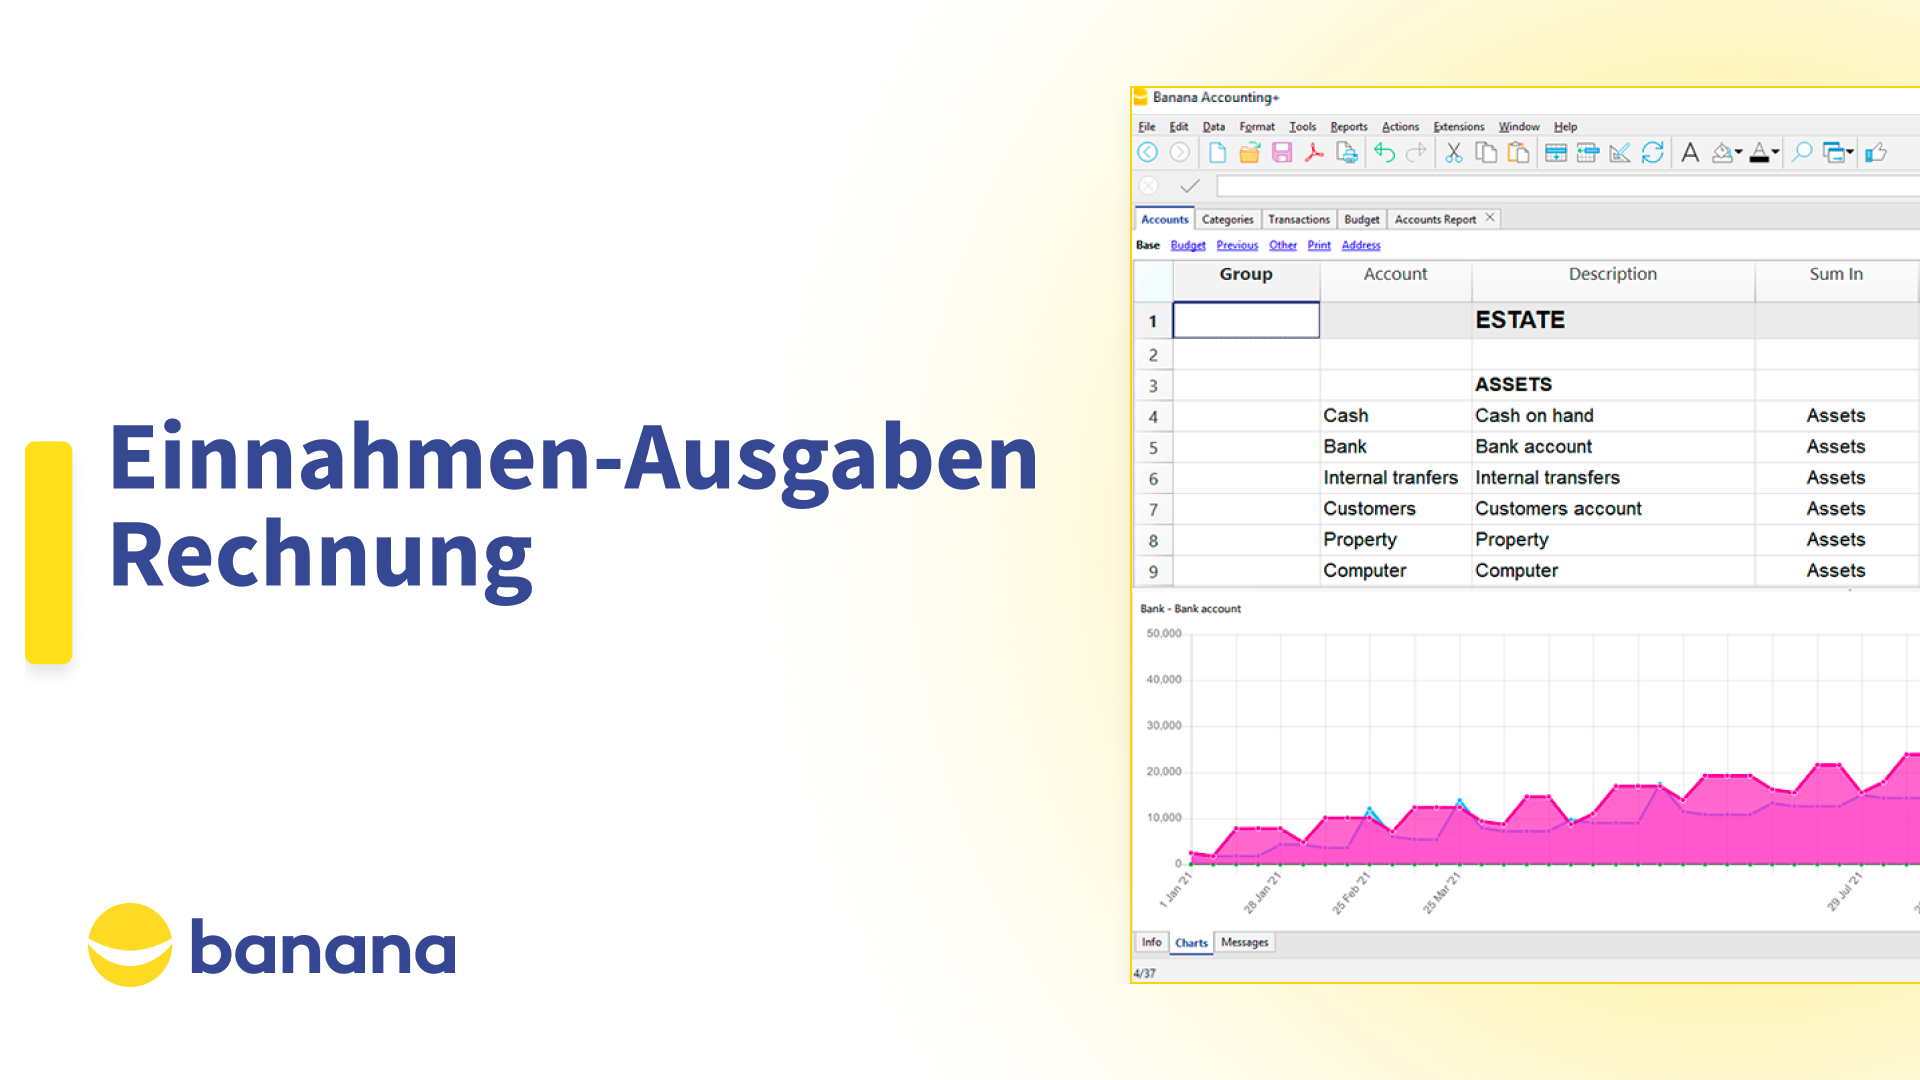 Einnahmen-Ausgaben
Rechnung
banana
Banana Accounting+
File Edit Data Format Tools Reports Actions Extensions Window Help
Accounts Categories Transactions Budget Accounts Report
Base Budget Previous Other Print Address
Group Account Description Sum In
1 ESTATE
2
3 ASSETS
4 Cash Cash on hand Assets
5 Bank Bank account Assets
6 Internal tranfers Internal transfers Assets
7 Customers Customers account Assets
8 Property Property Assets
9 Computer Computer Assets
Bank - Bank account
50,000
40,000
30,000
20,000
10,000
0
1 Jan '21 28 Jan '21 25 Feb '21 25 Mar '21 29 Jul '21
Info Charts Messages
4/37